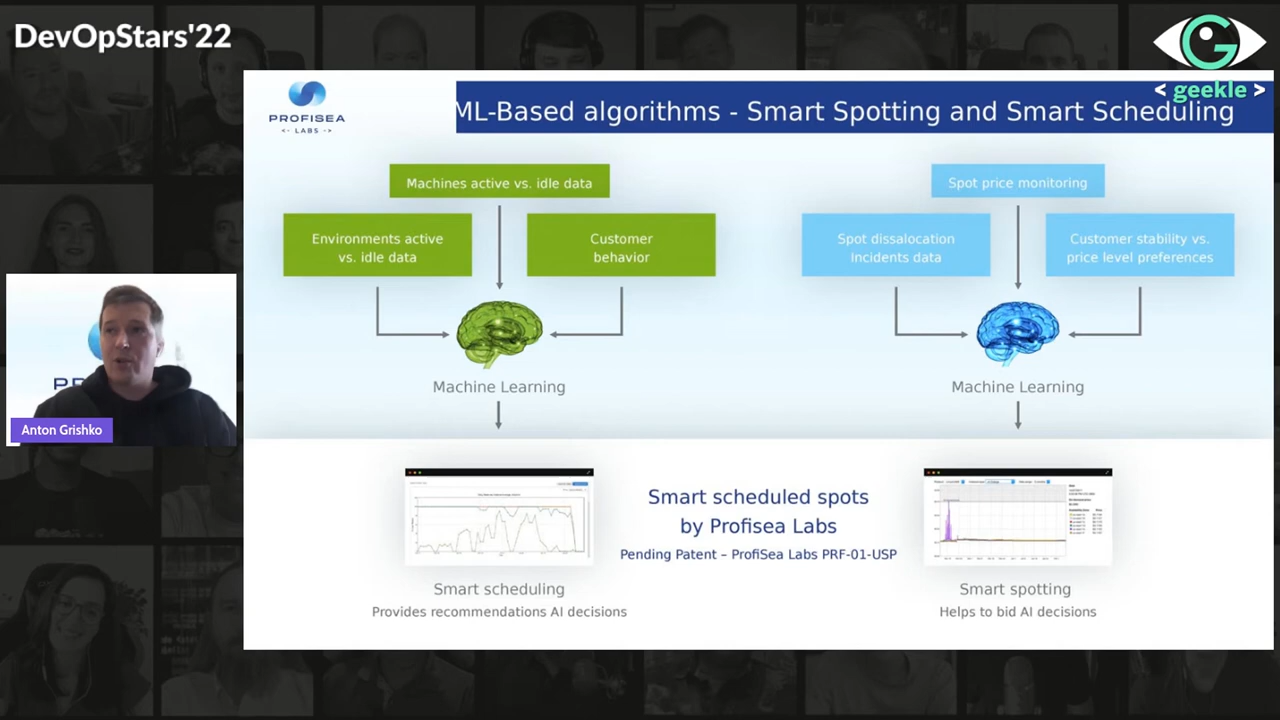 DevOpStars'22
< geekle >
PROFISEA
<- LABS ->
ML-Based algorithms - Smart Spotting and Smart Scheduling
Machines active vs. idle data
Environments active
vs. idle data
Customer
behavior
Machine Learning
Spot price monitoring
Spot dissalocation
Incidents data
Customer stability vs.
price level preferences
Machine Learning
Anton Grishko
Smart scheduled spots
by Profisea Labs
Pending Patent – ProfiSea Labs PRF-01-USP
Smart scheduling
Provides recommendations AI decisions
Smart spotting
Helps to bid AI decisions